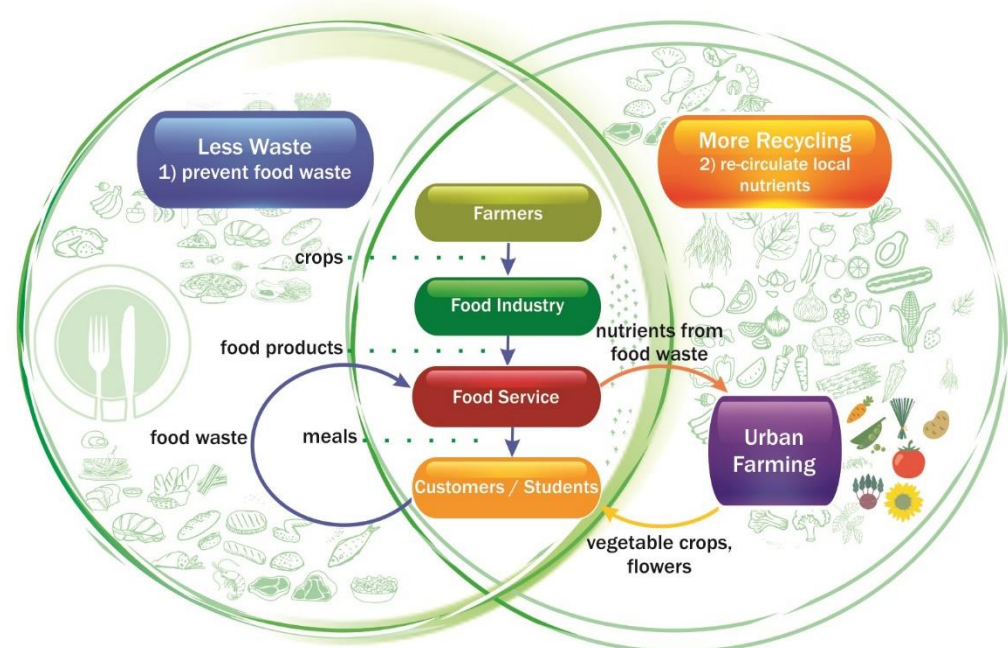 Less Waste
1) prevent food waste
More Recycling
2) re-circulate local
nutrients
Farmers
crops
Food Industry
food products
nutrients from
food waste
Food Service
food waste
meals
Urban
Farming
Customers / Students
vegetable crops,
flowers